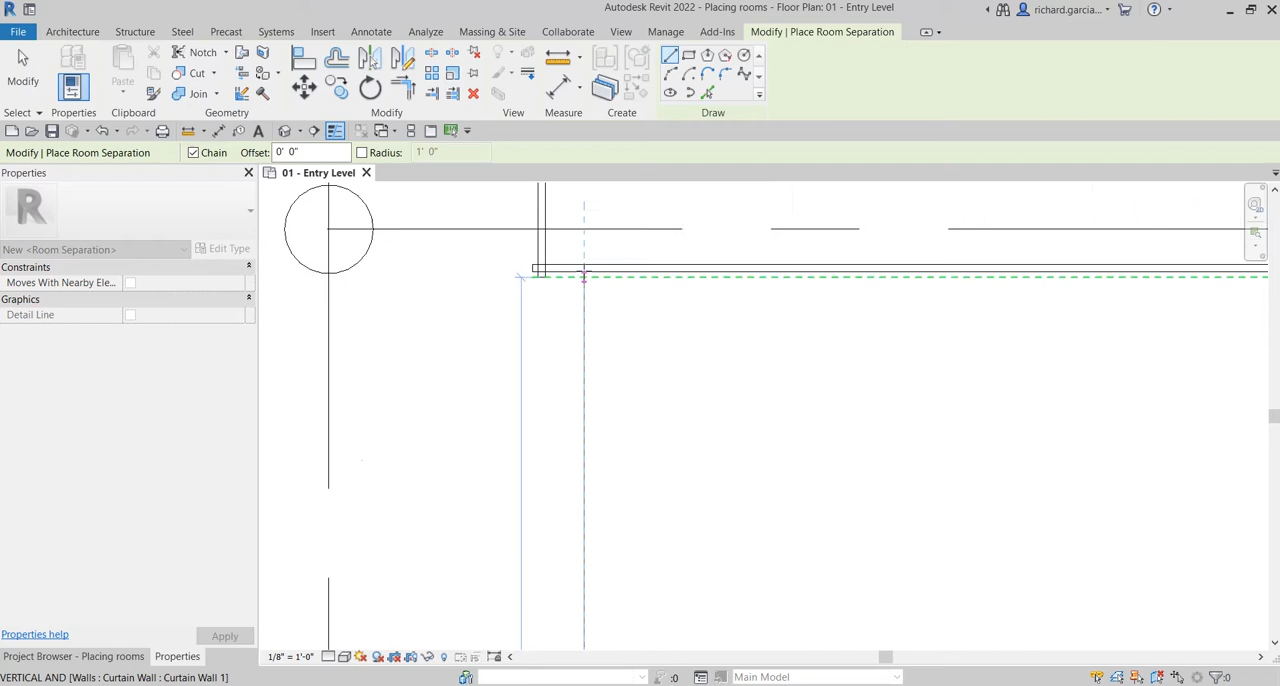 Autodesk Revit 2022 - Placing rooms - Floor Plan: 01 - Entry Level
richard.garcia...
File Architecture Structure Steel Precast Systems Insert Annotate Analyze Massing & Site Collaborate View Manage Add-Ins Modify | Place Room Separation
Modify
Paste
Notch
Cut
Join
Select Properties Clipboard Geometry Modify View Measure Create Draw
Modify | Place Room Separation Chain Offset: 0' 0" Radius: 1' 0"
Properties
01 - Entry Level
New <Room Separation> Edit Type
Constraints
Moves With Nearby Ele...
Graphics
Detail Line
Properties help Apply
Project Browser - Placing rooms Properties 1/8" = 1'-0"
VERTICAL AND [Walls : Curtain Wall : Curtain Wall 1] :0 Main Model :0